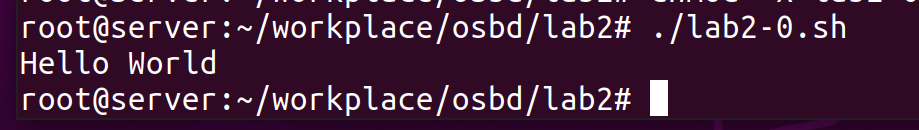 root@server:~/workplace/osbd/lab2# ./lab2-0.sh
Hello World
root@server:~/workplace/osbd/lab2#